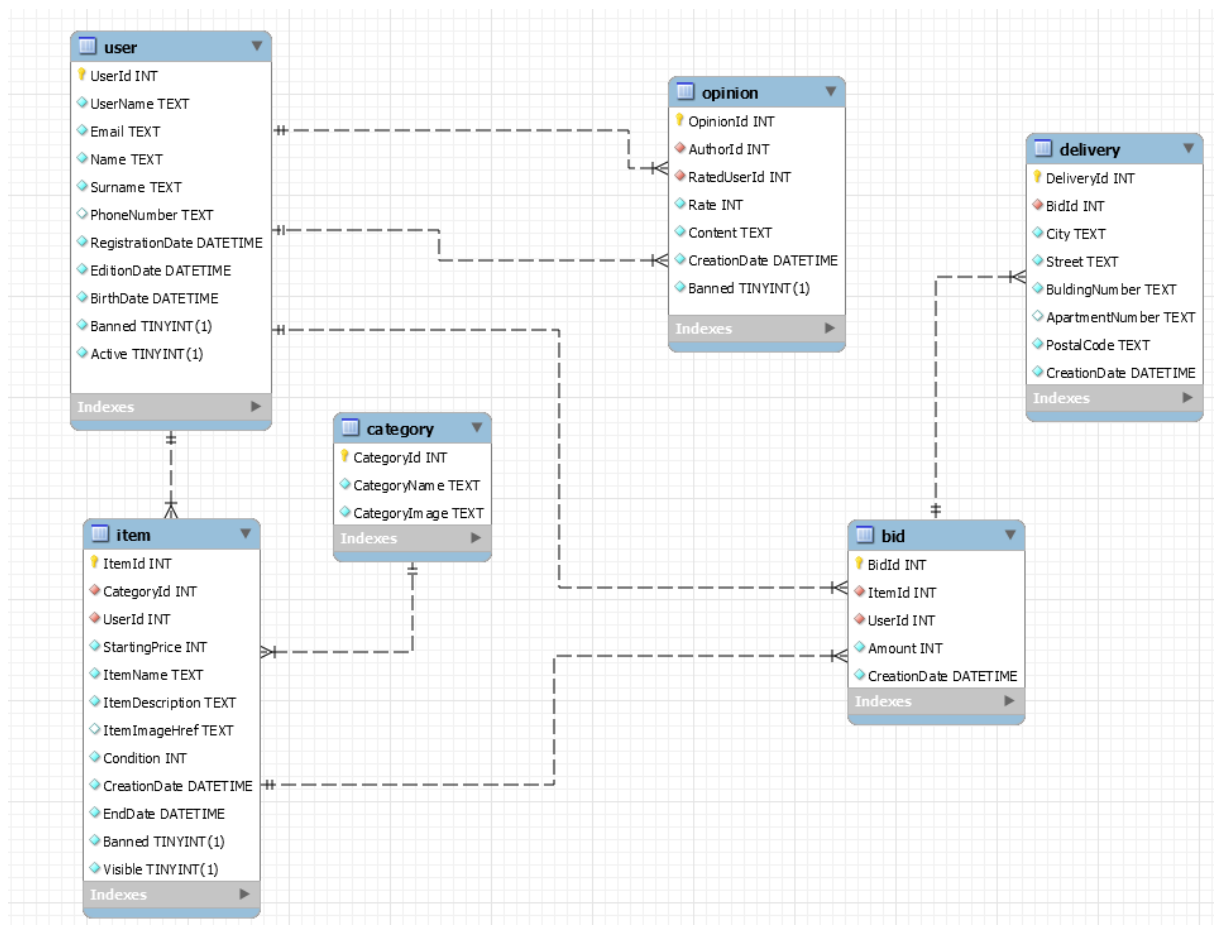 user
UserId INT
UserName TEXT
Email TEXT
Name TEXT
Surname TEXT
PhoneNumber TEXT
RegistrationDate DATETIME
EditionDate DATETIME
BirthDate DATETIME
Banned TINYINT(1)
Active TINYINT(1)
Indexes
opinion
OpinionId INT
AuthorId INT
RatedUserId INT
Rate INT
Content TEXT
CreationDate DATETIME
Banned TINYINT(1)
Indexes
delivery
DeliveryId INT
BidId INT
City TEXT
Street TEXT
BuldingNumber TEXT
ApartmentNumber TEXT
PostalCode TEXT
CreationDate DATETIME
Indexes
category
CategoryId INT
CategoryName TEXT
CategoryImage TEXT
Indexes
item
ItemId INT
CategoryId INT
UserId INT
StartingPrice INT
ItemName TEXT
ItemDescription TEXT
ItemImageHref TEXT
Condition INT
CreationDate DATETIME
EndDate DATETIME
Banned TINYINT(1)
Visible TINYINT(1)
Indexes
bid
BidId INT
ItemId INT
UserId INT
Amount INT
CreationDate DATETIME
Indexes